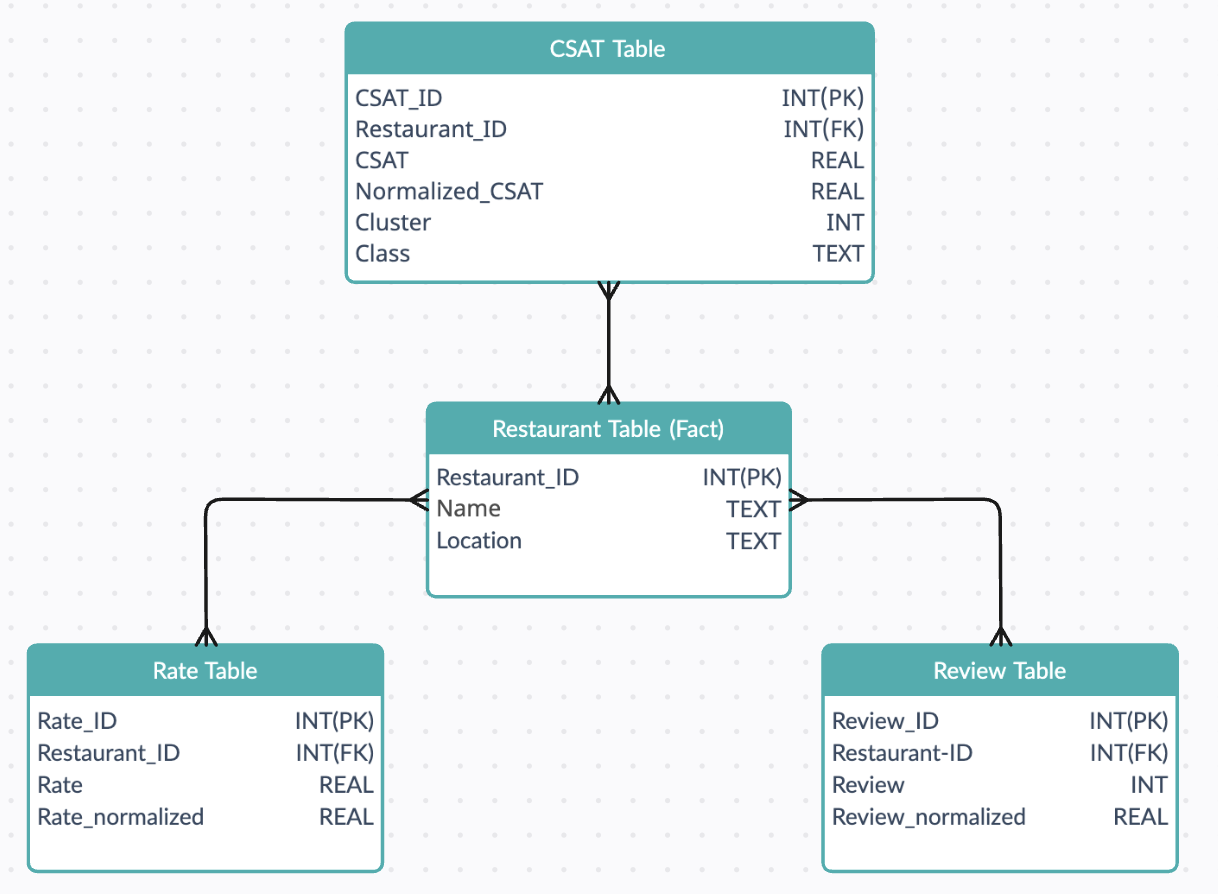 CSAT Table
CSAT_ID INT(PK)
Restaurant_ID INT(FK)
CSAT REAL
Normalized_CSAT REAL
Cluster INT
Class TEXT
Restaurant Table (Fact)
Restaurant_ID INT(PK)
Name TEXT
Location TEXT
Rate Table
Rate_ID INT(PK)
Restaurant_ID INT(FK)
Rate REAL
Rate_normalized REAL
Review Table
Review_ID INT(PK)
Restaurant-ID INT(FK)
Review INT
Review_normalized REAL